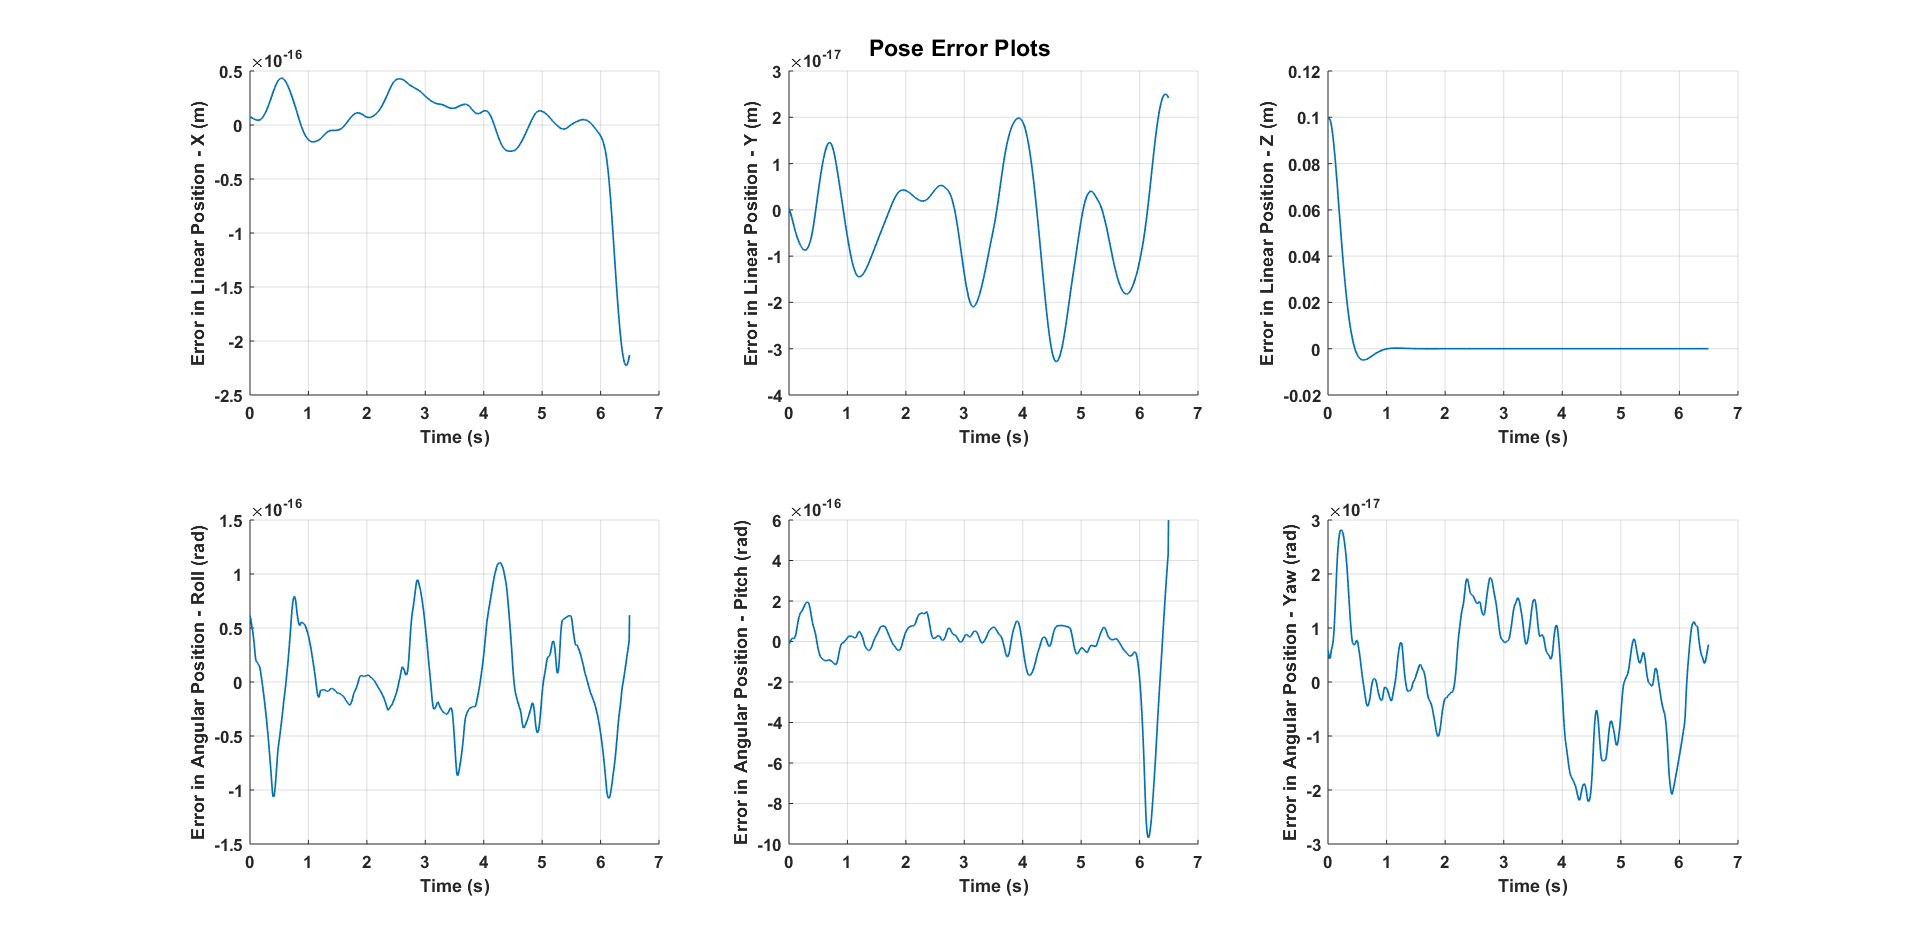 Pose Error Plots
×10-16
0.5
0
-0.5
-1
-1.5
-2
-2.5
0 1 2 3 4 5 6 7
Time (s)
Error in Linear Position - X (m)
×10-17
3
2
1
0
-1
-2
-3
-4
0 1 2 3 4 5 6 7
Time (s)
Error in Linear Position - Y (m)
0.12
0.1
0.08
0.06
0.04
0.02
0
-0.02
0 1 2 3 4 5 6 7
Time (s)
Error in Linear Position - Z (m)
×10-16
1.5
1
0.5
0
-0.5
-1
-1.5
0 1 2 3 4 5 6 7
Time (s)
Error in Angular Position - Roll (rad)
×10-16
6
4
2
0
-2
-4
-6
-8
-10
0 1 2 3 4 5 6 7
Time (s)
Error in Angular Position - Pitch (rad)
×10-17
3
2
1
0
-1
-2
-3
0 1 2 3 4 5 6 7
Time (s)
Error in Angular Position - Yaw (rad)